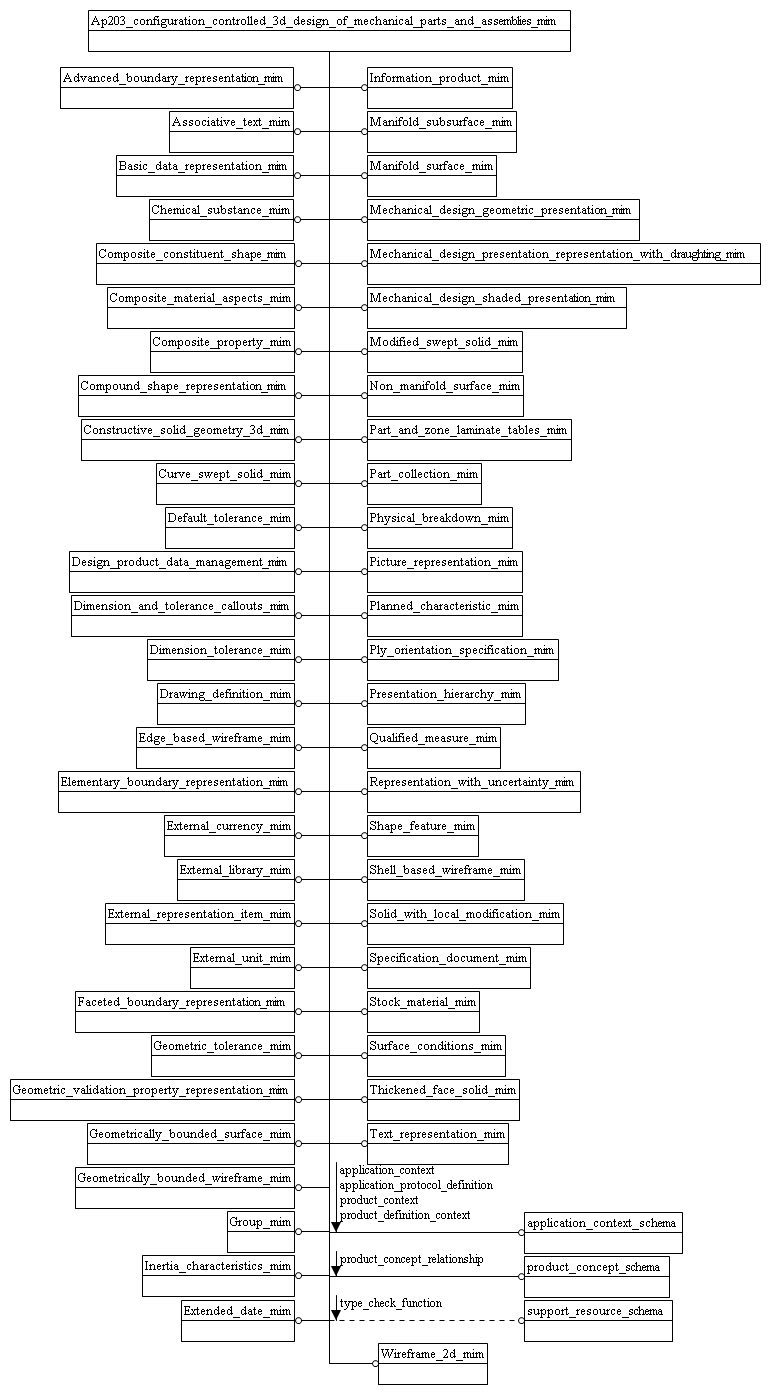 Ap203_configuration_controlled_3d_design_of_mechanical_parts_and_assemblies_mim
Advanced_boundary_representation_mim
Information_product_mim
Associative_text_mim
Manifold_subsurface_mim
Basic_data_representation_mim
Manifold_surface_mim
Chemical_substance_mim
Mechanical_design_geometric_presentation_mim
Composite_constituent_shape_mim
Mechanical_design_presentation_representation_with_draughting_mim
Composite_material_aspects_mim
Mechanical_design_shaded_presentation_mim
Composite_property_mim
Modified_swept_solid_mim
Compound_shape_representation_mim
Non_manifold_surface_mim
Constructive_solid_geometry_3d_mim
Part_and_zone_laminate_tables_mim
Curve_swept_solid_mim
Part_collection_mim
Default_tolerance_mim
Physical_breakdown_mim
Design_product_data_management_mim
Picture_representation_mim
Dimension_and_tolerance_callouts_mim
Planned_characteristic_mim
Dimension_tolerance_mim
Ply_orientation_specification_mim
Drawing_definition_mim
Presentation_hierarchy_mim
Edge_based_wireframe_mim
Qualified_measure_mim
Elementary_boundary_representation_mim
Representation_with_uncertainty_mim
External_currency_mim
Shape_feature_mim
External_library_mim
Shell_based_wireframe_mim
External_representation_item_mim
Solid_with_local_modification_mim
External_unit_mim
Specification_document_mim
Faceted_boundary_representation_mim
Stock_material_mim
Geometric_tolerance_mim
Surface_conditions_mim
Geometric_validation_property_representation_mim
Thickened_face_solid_mim
Geometrically_bounded_surface_mim
Text_representation_mim
Geometrically_bounded_wireframe_mim
application_context
application_protocol_definition
product_context
product_definition_context
Group_mim
application_context_schema
Inertia_characteristics_mim
product_concept_relationship
product_concept_schema
Extended_date_mim
type_check_function
support_resource_schema
Wireframe_2d_mim